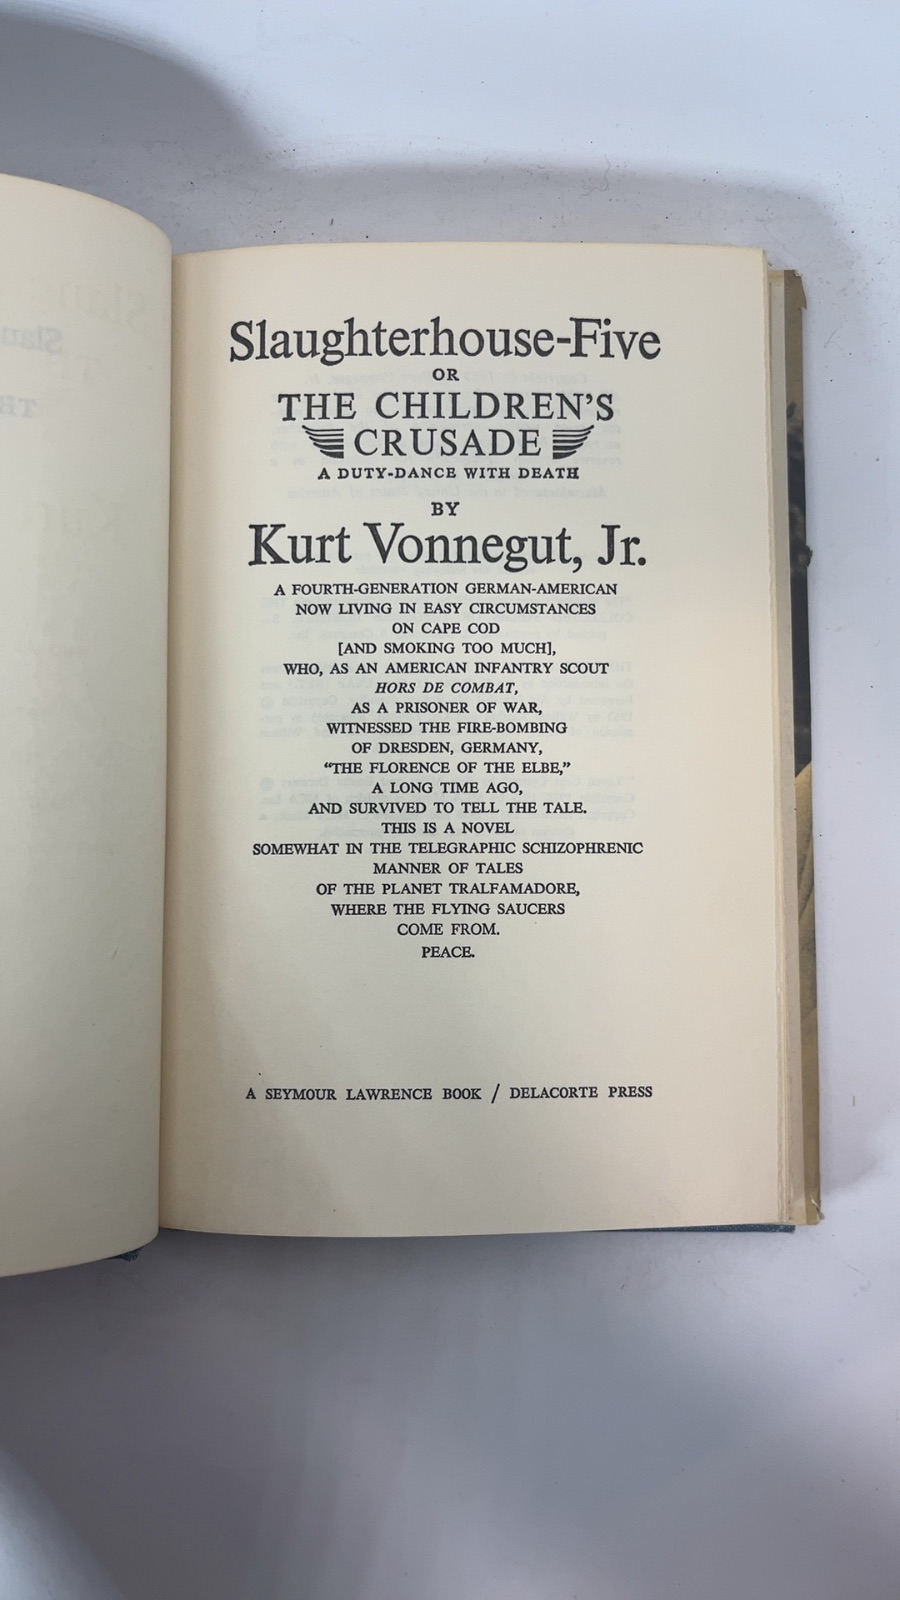 Slaughterhouse-Five
OR
THE CHILDREN'S
CRUSADE
A DUTY-DANCE WITH DEATH
BY
Kurt Vonnegut, Jr.
A FOURTH-GENERATION GERMAN-AMERICAN
NOW LIVING IN EASY CIRCUMSTANCES
ON CAPE COD
[AND SMOKING TOO MUCH],
WHO, AS AN AMERICAN INFANTRY SCOUT
HORS DE COMBAT,
AS A PRISONER OF WAR,
WITNESSED THE FIRE-BOMBING
OF DRESDEN, GERMANY,
“THE FLORENCE OF THE ELBE,”
A LONG TIME AGO,
AND SURVIVED TO TELL THE TALE.
THIS IS A NOVEL
SOMEWHAT IN THE TELEGRAPHIC SCHIZOPHRENIC
MANNER OF TALES
OF THE PLANET TRALFAMADORE,
WHERE THE FLYING SAUCERS
COME FROM.
PEACE.
A SEYMOUR LAWRENCE BOOK / DELACORTE PRESS